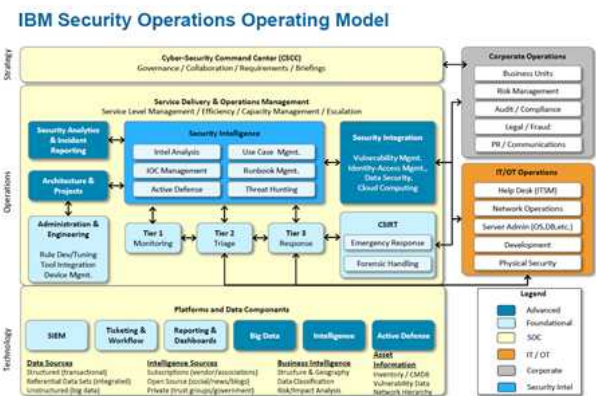 IBM Security Operations Operating Model
Strategy
Cyber-Security Command Center (CSCC)
Governance / Collaboration / Requirements / Briefings
Corporate Operations
Business Units
Risk Management
Audit / Compliance
Legal / Fraud
PR / Communications
Operations
Service Delivery & Operations Management
Service Level Management / Efficiency / Capacity Management / Escalation
Security Analytics
& Incident
Reporting
Security Intelligence
Intel Analysis
Use Case Mgmt.
IOC Management
Runbook Mgmt.
Active Defense
Threat Hunting
Security Integration
Vulnerability Mgmt.
Identity-Access Mgmt.,
Data Security,
Cloud Computing
Architecture &
Projects
Administration &
Engineering
Rule Dev/Tuning
Tool Integration
Device Mgmt.
Tier 1
Monitoring
Tier 2
Triage
Tier 3
Response
CSIRT
Emergency Response
Forensic Handling
IT/OT Operations
Help Desk (ITSM)
Network Operations
Server Admin (OS,DB,etc.)
Development
Physical Security
Technology
Platforms and Data Components
SIEM
Ticketing &
Workflow
Reporting &
Dashboards
Big Data
Intelligence
Active Defense
Data Sources
Structured (transactional)
Referential Data Sets (integrated)
Unstructured (big data)
Intelligence Sources
Subscriptions (vendor/associations)
Open Source (social/news/blogs)
Private (trust groups/government)
Business Intelligence
Structure & Geography
Data Classification
Risk/Impact Analysis
Asset
Information
Inventory / CMDB
Vulnerability Data
Network Hierarchy
Legend
Advanced
Foundational
SOC
IT / OT
Corporate
Security Intel